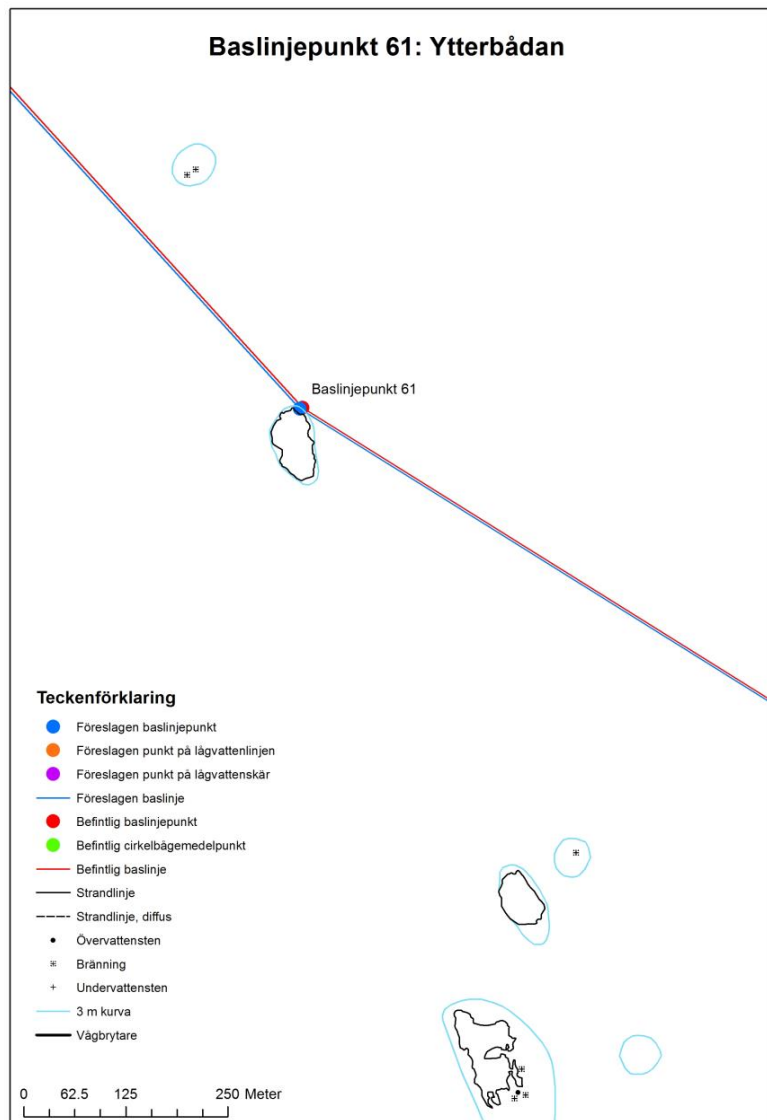 Baslinjepunkt 61: Ytterbådan
Baslinjepunkt 61
Teckenförklaring
Föreslagen baslinjepunkt
Föreslagen punkt på lågvattenlinjen
Föreslagen punkt på lågvattenskär
Föreslagen baslinje
Befintlig baslinjepunkt
Befintlig cirkelbågemedelpunkt
Befintlig baslinje
Strandlinje
Strandlinje, diffus
Övervattensten
Bränning
Undervattensten
3 m kurva
Vågbrytare
0 62.5 125 250 Meter